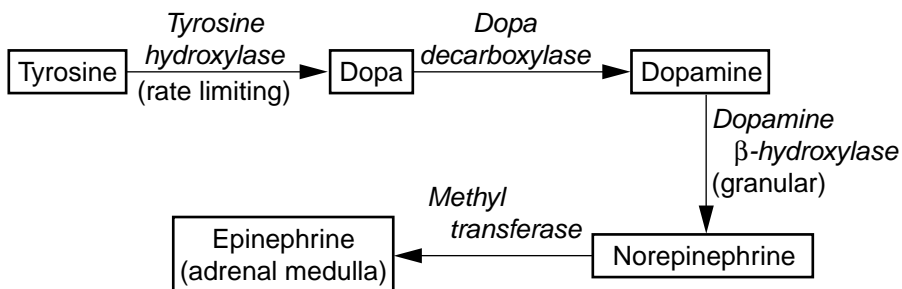 Tyrosine
Tyrosine
hydroxylase
(rate limiting)
Dopa
Dopa
decarboxylase
Dopamine
Dopamine
β-hydroxylase
(granular)
Norepinephrine
Methyl
transferase
Epinephrine
(adrenal medulla)